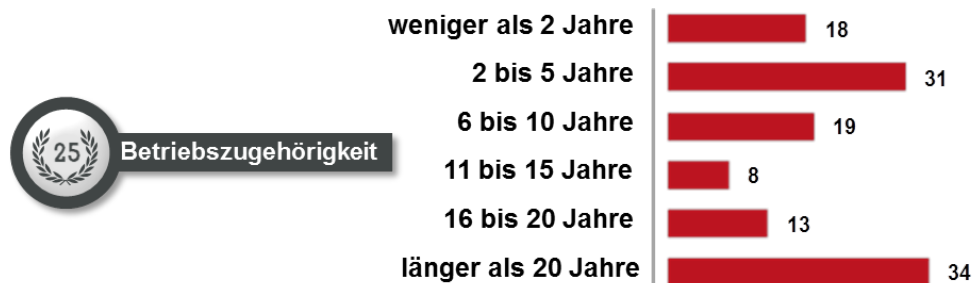 weniger als 2 Jahre 18
2 bis 5 Jahre 31
6 bis 10 Jahre 19
25 Betriebszugehörigkeit
11 bis 15 Jahre 8
16 bis 20 Jahre 13
länger als 20 Jahre 34